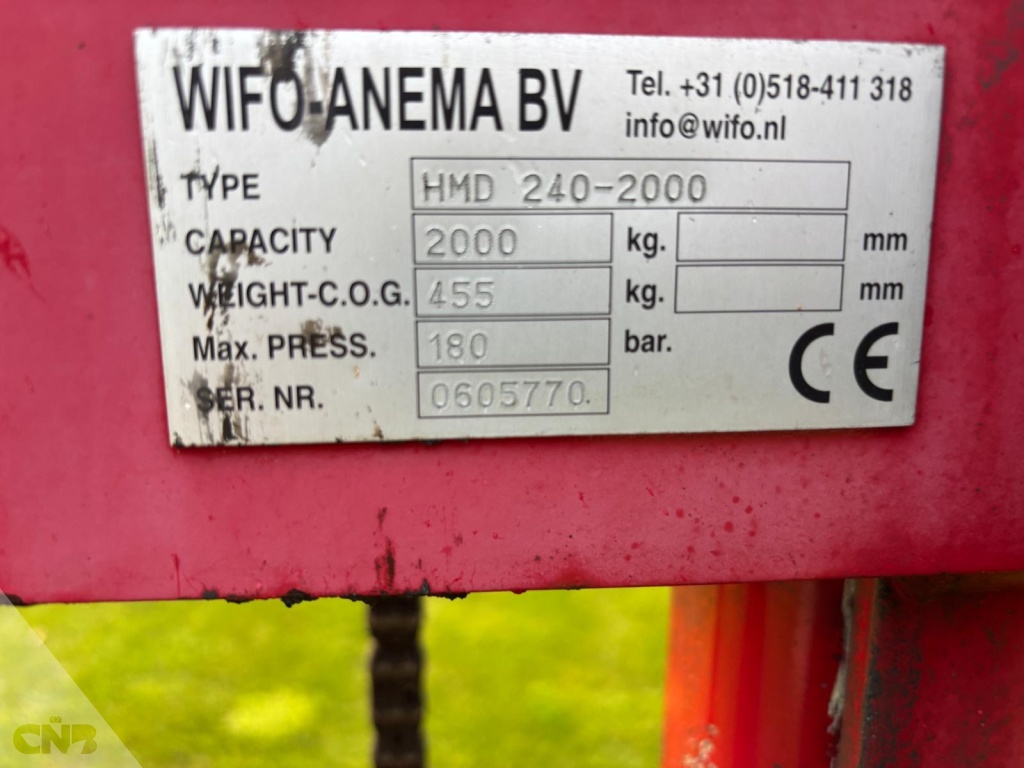 WIFO-ANEMA BV
Tel. +31 (0)518-411 318
info@wifo.nl
TYPE HMD 240-2000
CAPACITY 2000 kg. mm
WEIGHT-C.O.G. 455 kg. mm
Max. PRESS. 180 bar.
SER. NR. 0605770.
CE
CNB